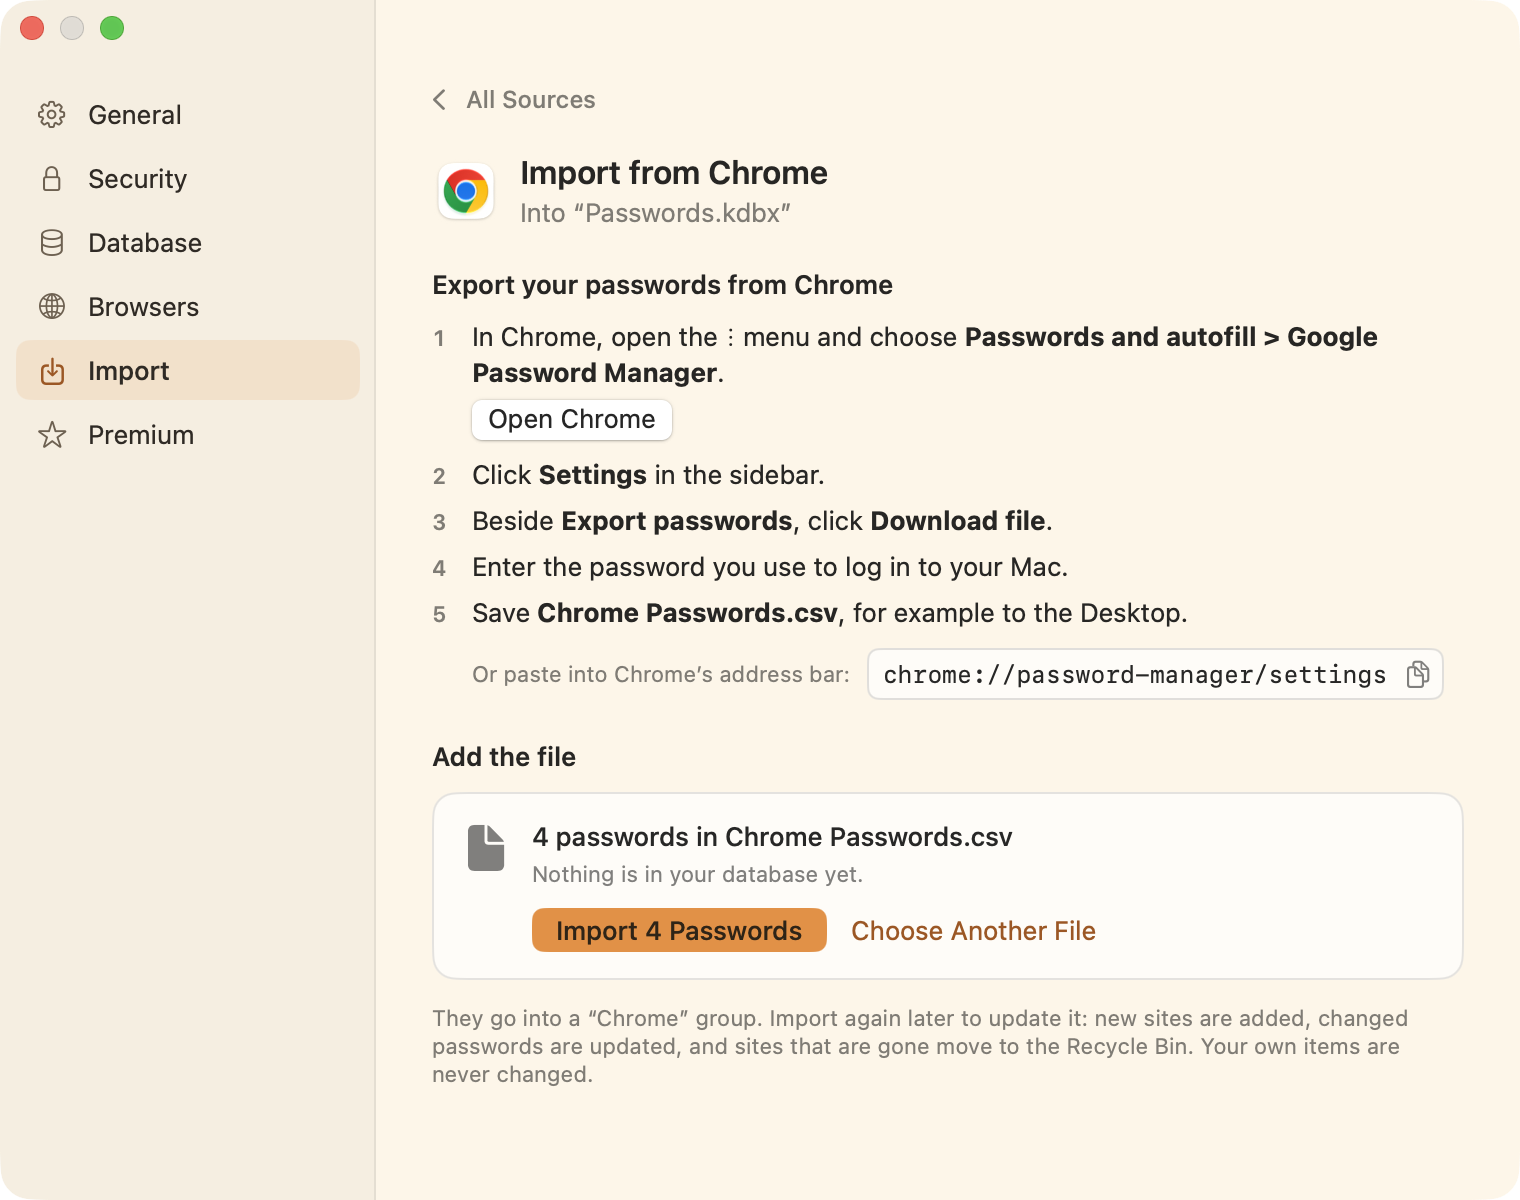 General
Security
Database
Browsers
Import
Premium
All Sources
Import from Chrome
Into “Passwords.kdbx”
Export your passwords from Chrome
1 In Chrome, open the ⋮ menu and choose Passwords and autofill > Google
Password Manager.
Open Chrome
2 Click Settings in the sidebar.
3 Beside Export passwords, click Download file.
4 Enter the password you use to log in to your Mac.
5 Save Chrome Passwords.csv, for example to the Desktop.
Or paste into Chrome’s address bar: chrome://password-manager/settings
Add the file
4 passwords in Chrome Passwords.csv
Nothing is in your database yet.
Import 4 Passwords Choose Another File
They go into a “Chrome” group. Import again later to update it: new sites are added, changed
passwords are updated, and sites that are gone move to the Recycle Bin. Your own items are
never changed.